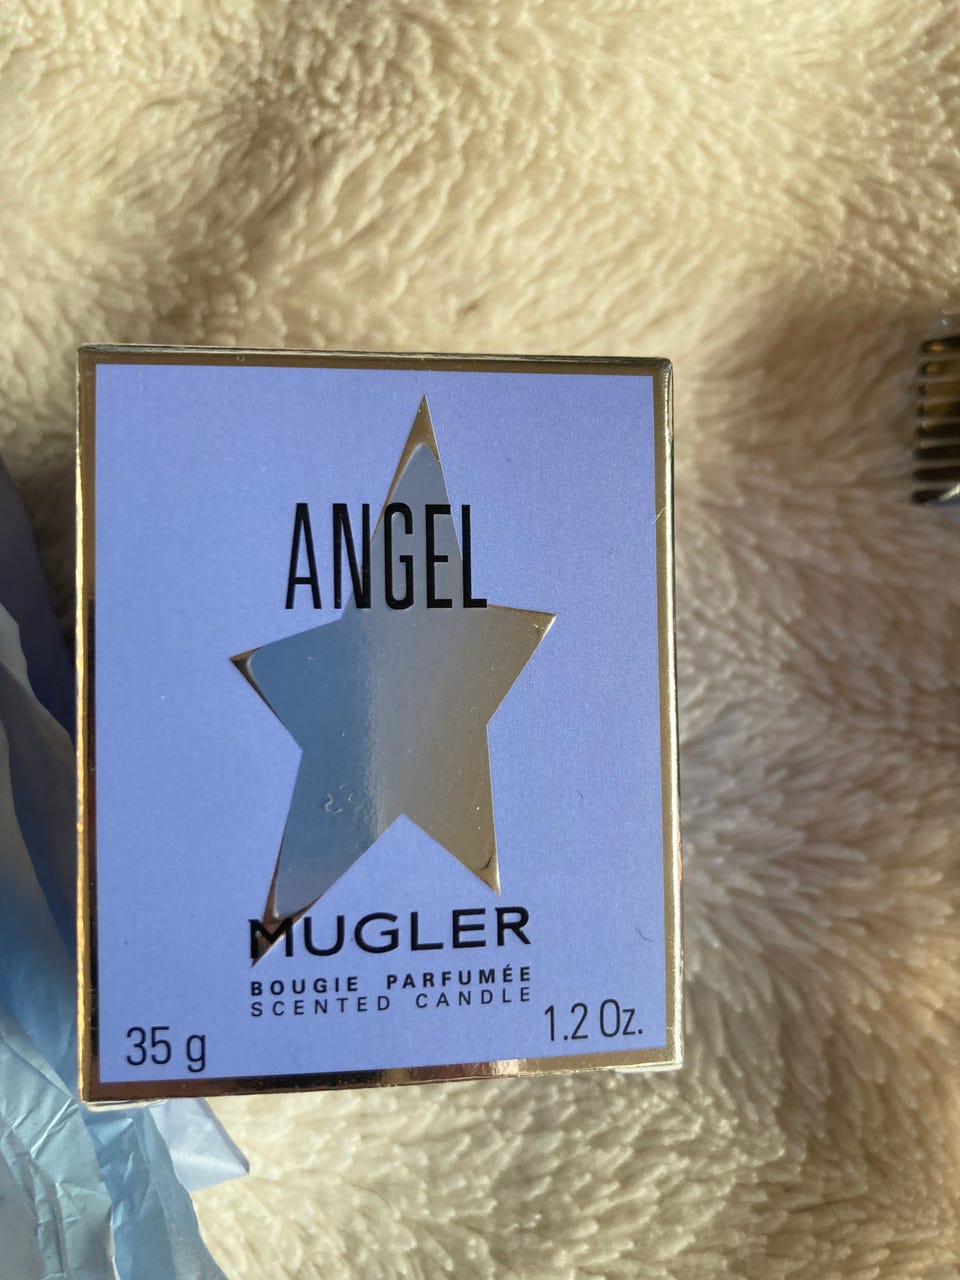 ANGEL
MUGLER
BOUGIE PARFUMÉE
SCENTED CANDLE
35 g
1.2 Oz.